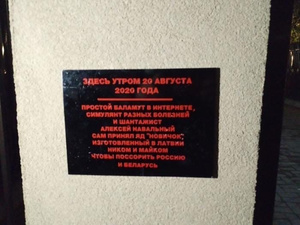 ЗДЕСЬ УТРОМ 20 АВГУСТА
2020 ГОДА
ПРОСТОЙ БАЛАМУТ В ИНТЕРНЕТЕ,
СИМУЛЯНТ РАЗНЫХ БОЛЕЗНЕЙ
И ШАНТАЖИСТ
АЛЕКСЕЙ НАВАЛЬНЫЙ
САМ ПРИНЯЛ ЯД "НОВИЧОК",
ИЗГОТОВЛЕННЫЙ В ЛАТВИИ
НИКОМ И МАЙКОМ
ЧТОБЫ ПОССОРИТЬ РОССИЮ
И БЕЛАРУСЬ